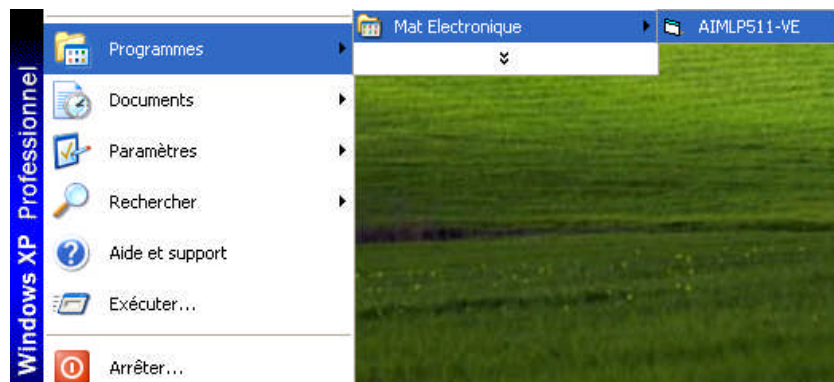 Windows XP Professionnel
Programmes
Mat Electronique
AIMLP511-VE
Documents
Paramètres
Rechercher
Aide et support
Exécuter...
Arrêter...